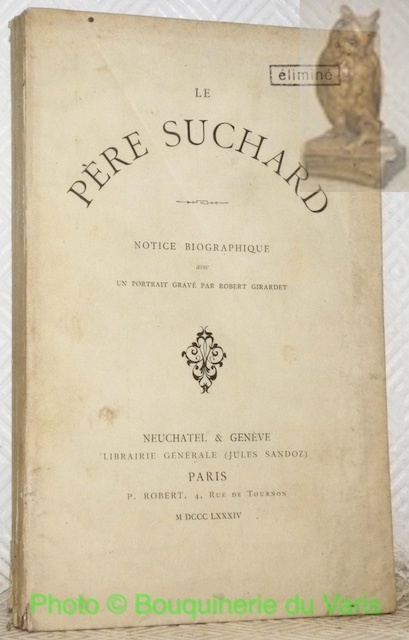 éliminé
LE
PÈRE SUCHARD
NOTICE BIOGRAPHIQUE
avec
UN PORTRAIT GRAVÉ PAR ROBERT GIRARDET
NEUCHATEL & GENÈVE
LIBRAIRIE GÉNÉRALE (JULES SANDOZ)
PARIS
P. ROBERT, 4, RUE DE TOURNON
M DCCC LXXXIV
Photo © Bouquinerie du Varis